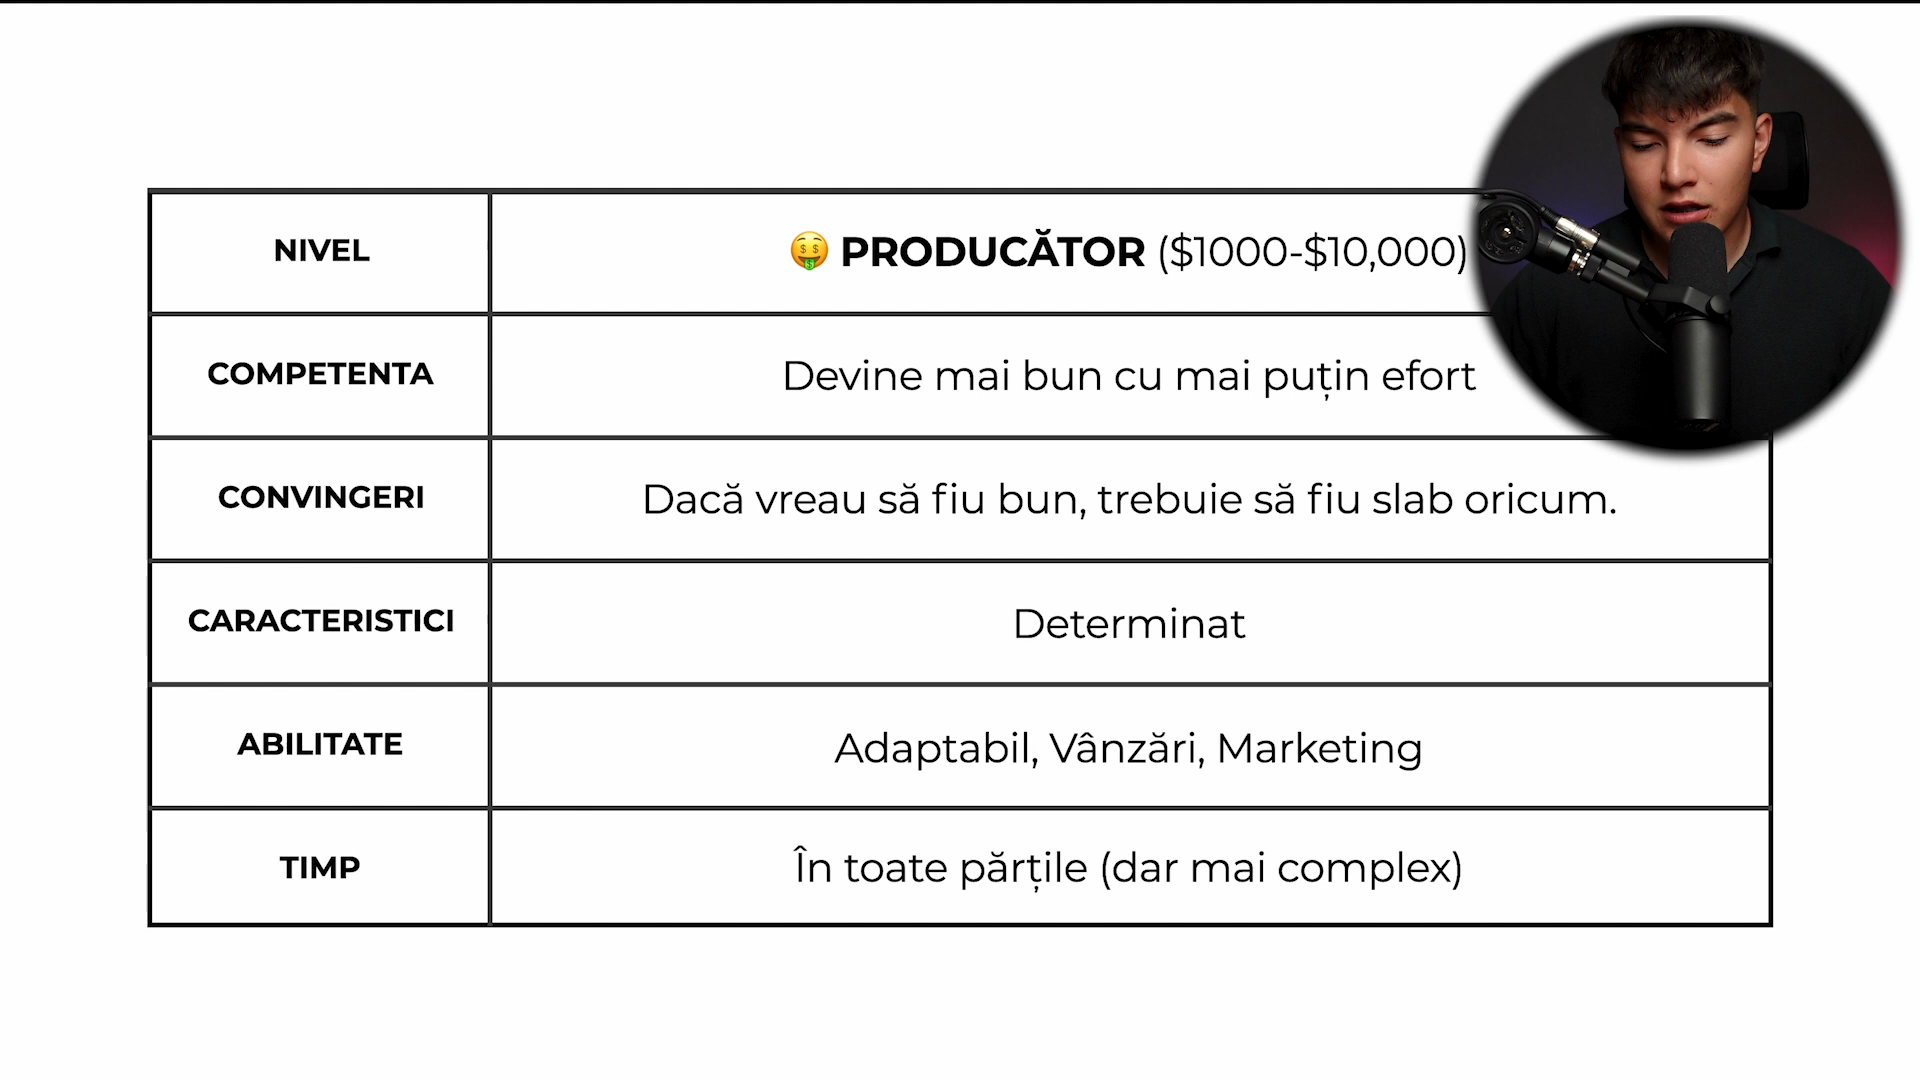 NIVEL
🤑 PRODUCĂTOR ($1000-$10,000)
COMPETENTA
Devine mai bun cu mai puțin efort
CONVINGERI
Dacă vreau să fiu bun, trebuie să fiu slab oricum.
CARACTERISTICI
Determinat
ABILITATE
Adaptabil, Vânzări, Marketing
TIMP
În toate părțile (dar mai complex)